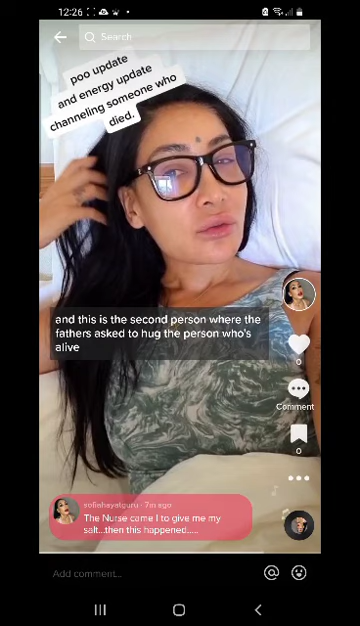 12:26
Search
poo update
and energy update
channeling someone who
died.
and this is the second person where the
fathers asked to hug the person who's
alive
0
Comment
0
sofiahayatguru · 7m ago
The Nurse came I to give me my
salt...then this happened.....
Add comment...